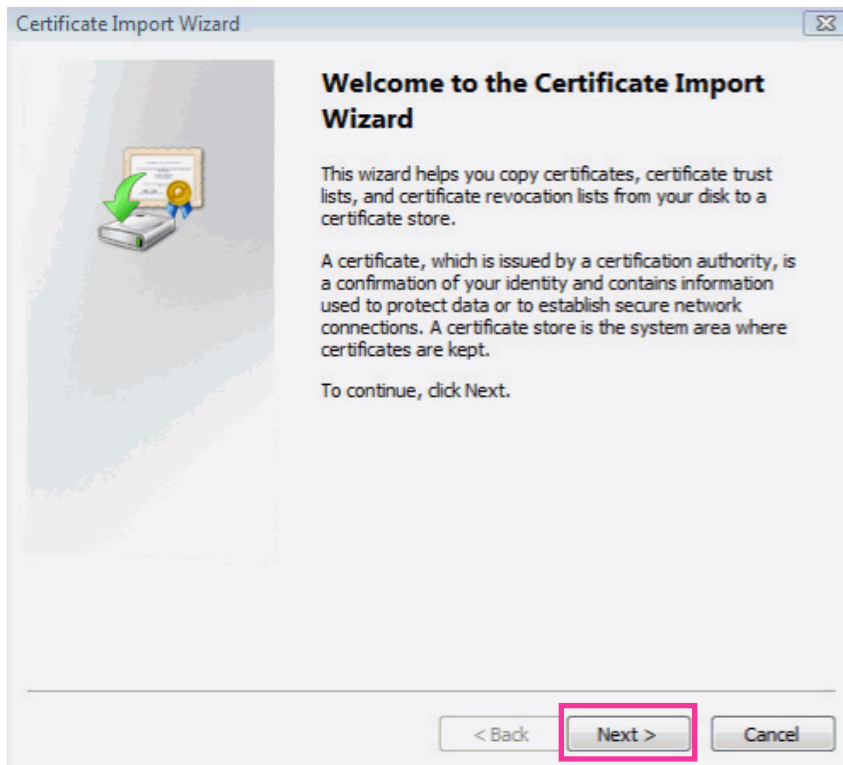 Certificate Import Wizard
Welcome to the Certificate Import
Wizard
This wizard helps you copy certificates, certificate trust
lists, and certificate revocation lists from your disk to a
certificate store.
A certificate, which is issued by a certification authority, is
a confirmation of your identity and contains information
used to protect data or to establish secure network
connections. A certificate store is the system area where
certificates are kept.
To continue, click Next.
< Back
Next >
Cancel